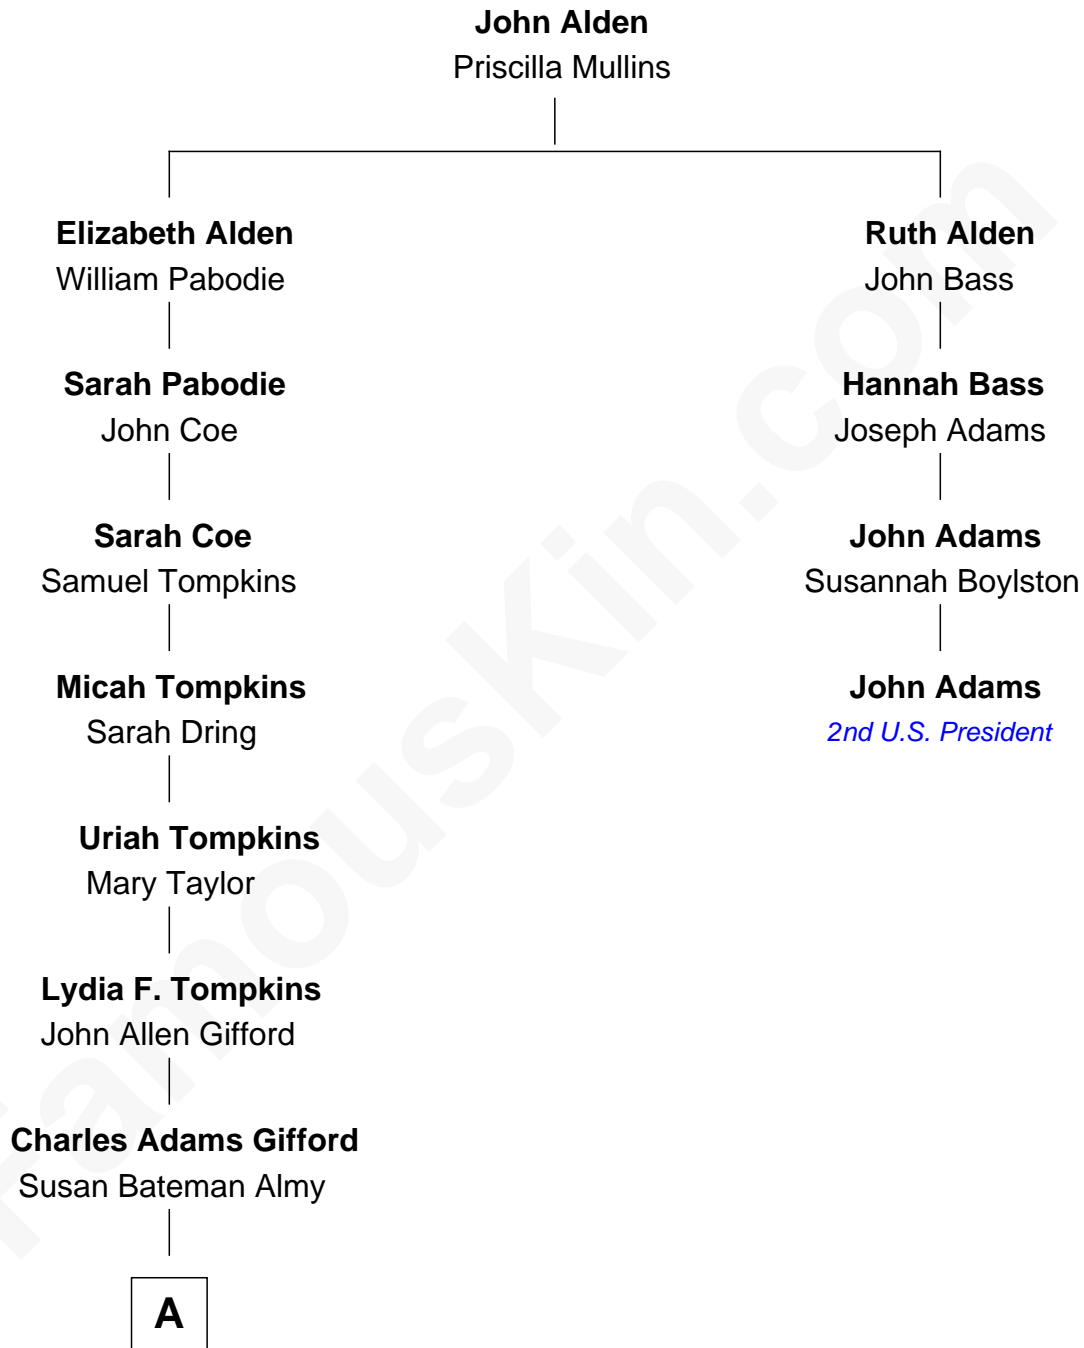 John Alden
Priscilla Mullins
Elizabeth Alden
William Pabodie
Ruth Alden
John Bass
Sarah Pabodie
John Coe
Hannah Bass
Joseph Adams
Sarah Coe
Samuel Tompkins
John Adams
Susannah Boylston
Micah Tompkins
Sarah Dring
John Adams
2nd U.S. President
Uriah Tompkins
Mary Taylor
Lydia F. Tompkins
John Allen Gifford
Charles Adams Gifford
Susan Bateman Almy
A
FamousKin.com